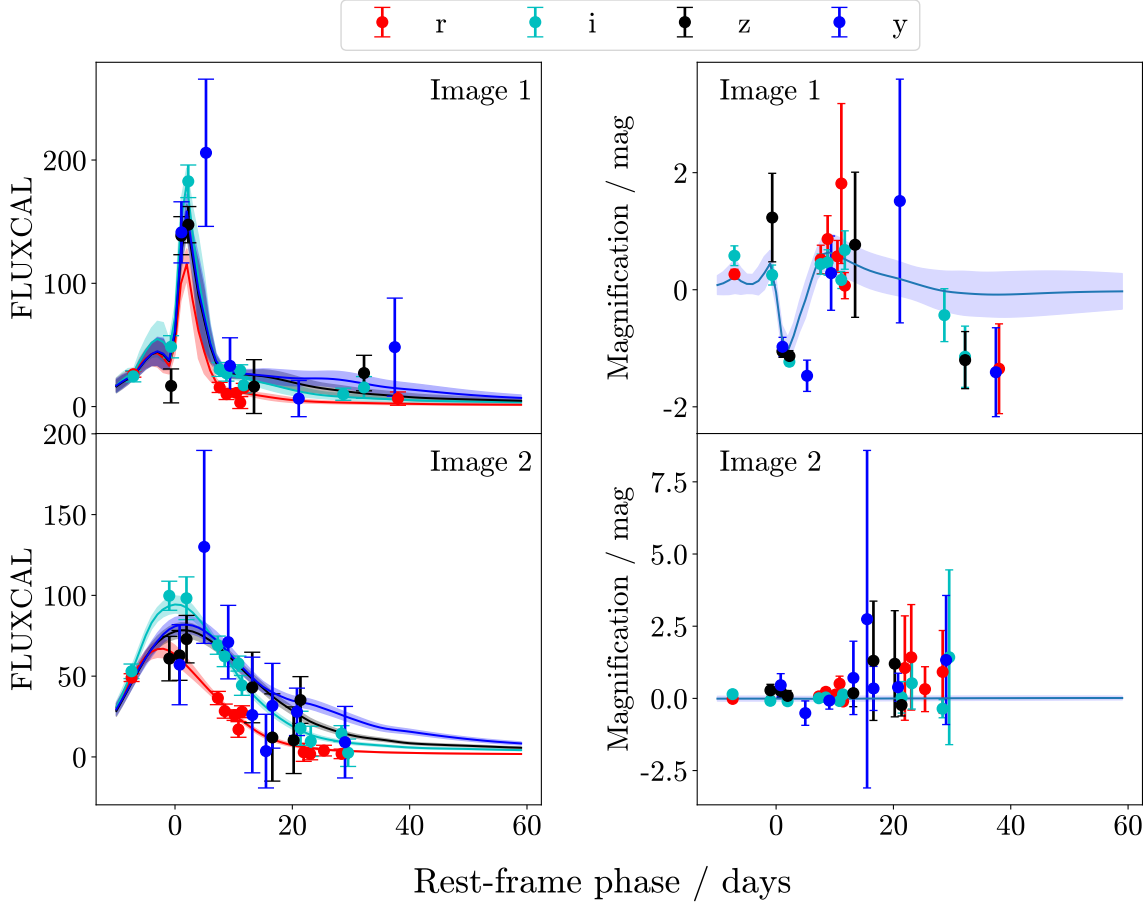 r i z y
Image 1
FLUXCAL
200
100
0
Image 1
Magnification / mag
2
0
-2
Image 2
FLUXCAL
200
150
100
50
0
0 20 40 60
Image 2
Magnification / mag
7.5
5.0
2.5
0.0
-2.5
0 20 40 60
Rest-frame phase / days